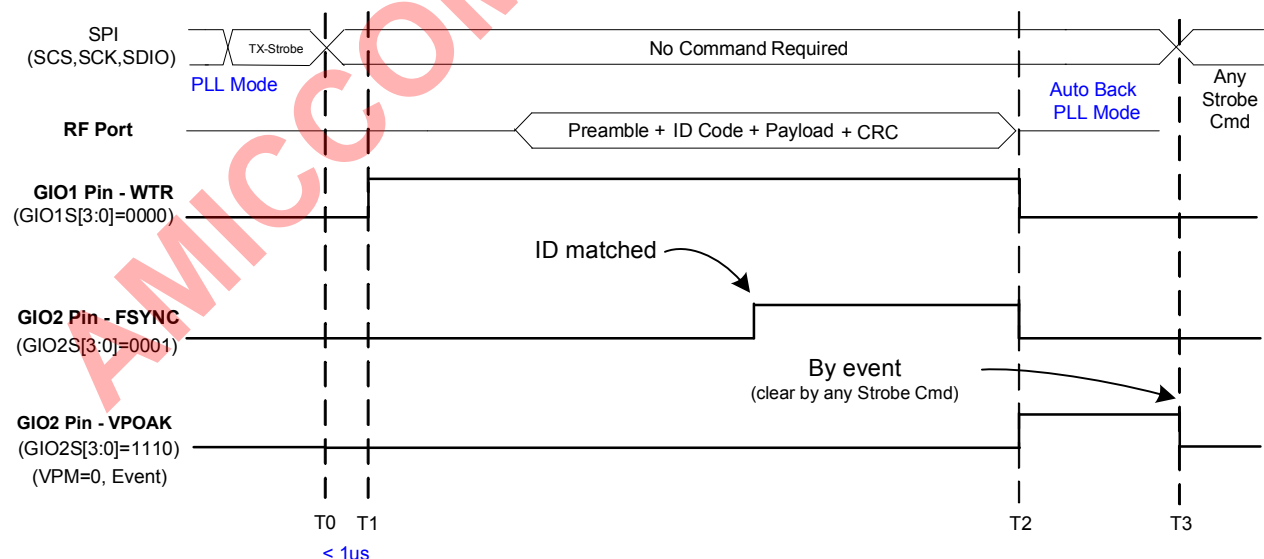 SPI
(SCS,SCK,SDIO)
TX-Strobe
No Command Required
PLL Mode
Auto Back
PLL Mode
Any
Strobe
Cmd
RF Port
Preamble + ID Code + Payload + CRC
GIO1 Pin - WTR
(GIO1S[3:0]=0000)
ID matched
GIO2 Pin - FSYNC
(GIO2S[3:0]=0001)
By event
(clear by any Strobe Cmd)
GIO2 Pin - VPOAK
(GIO2S[3:0]=1110)
(VPM=0, Event)
T0
T1
T2
T3
< 1us
AMICCOM